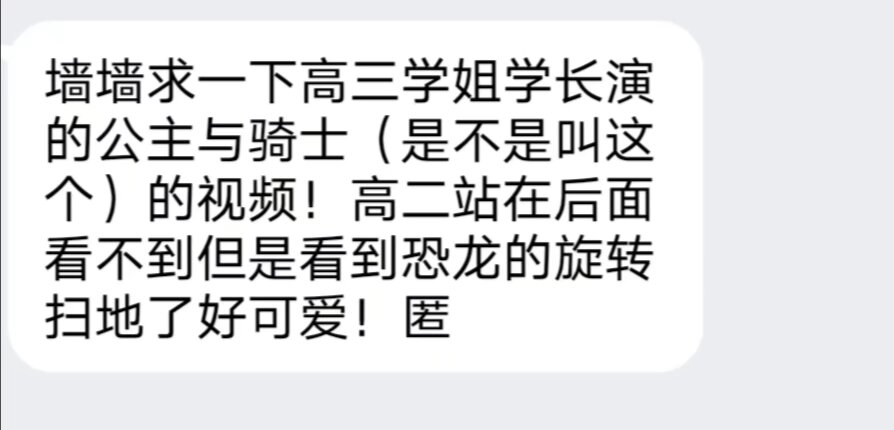 墙墙求一下高三学姐学长演
的公主与骑士（是不是叫这
个）的视频！高二站在后面
看不到但是看到恐龙的旋转
扫地了好可爱！匿